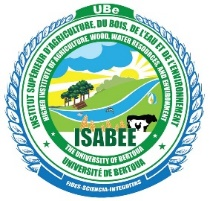 UBe
INSTITUT SUPERIEUR D'AGRICULTURE, DU BOIS, DE L'EAU ET DE L'ENVIRONNEMENT
HIGHER INSTITUTE OF AGRICULTURE, WOOD, WATER RESOURCES, AND ENVIRONMENT
ISABEE
THE UNIVERSITY OF BERTOUA
UNIVERSITÉ DE BERTOUA
FIDES-SCIENCIA-INTEGRITAS